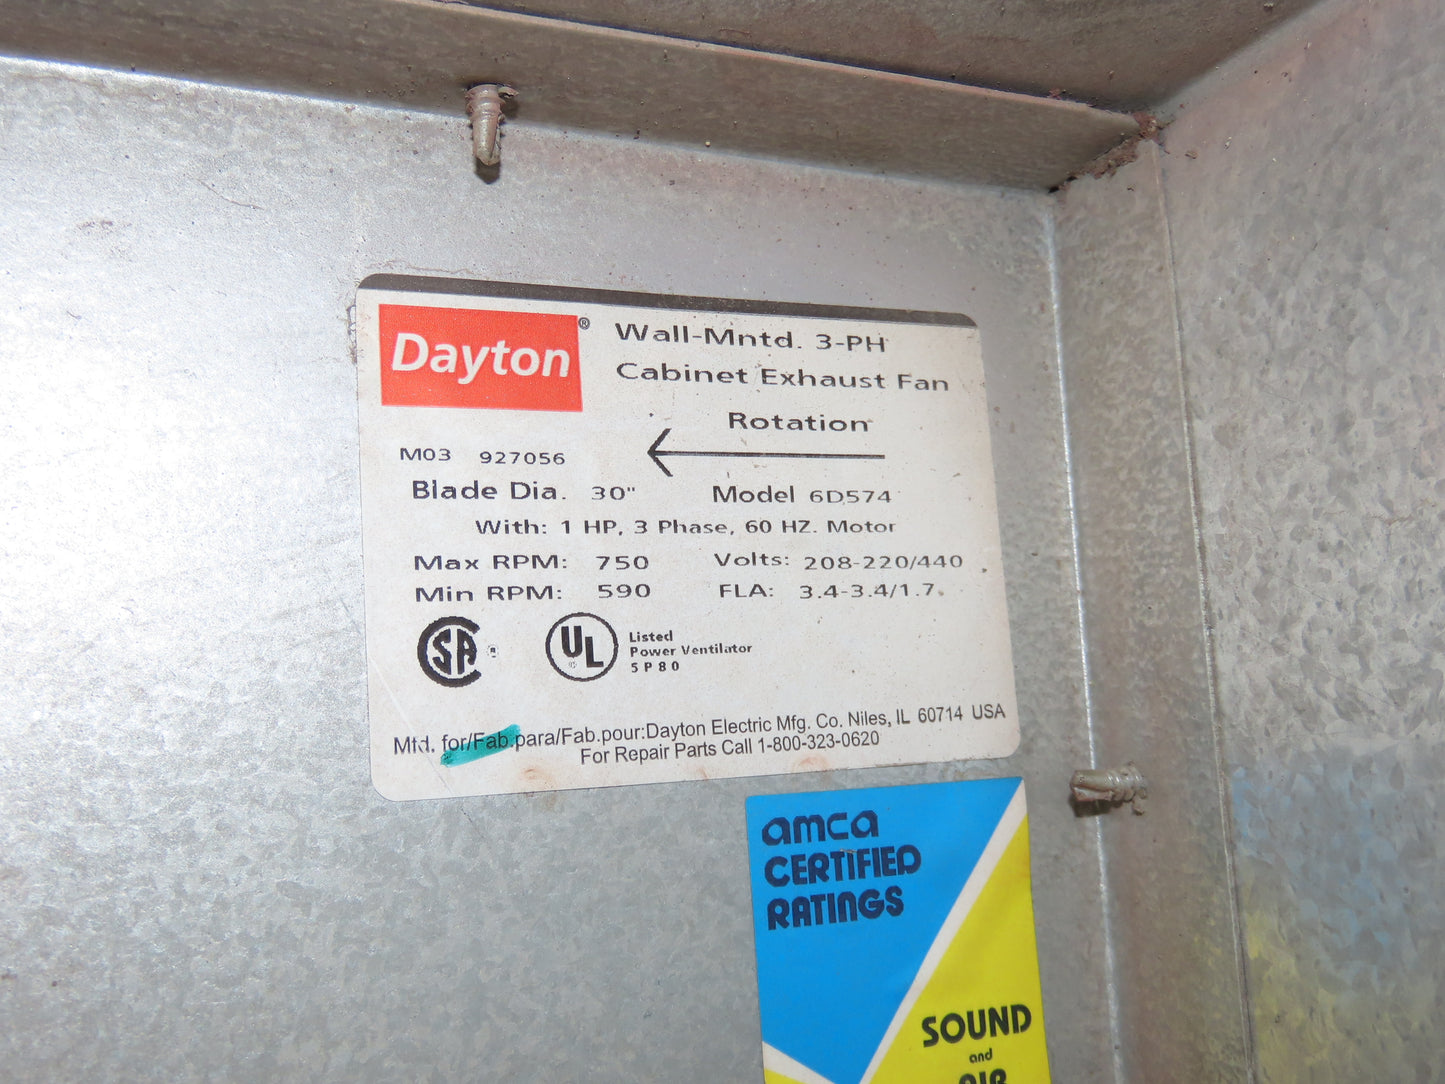 Dayton®
Wall-Mntd. 3-PH
Cabinet Exhaust Fan
Rotation
M03 927056
Blade Dia. 30" Model 6D574
With: 1 HP, 3 Phase, 60 HZ. Motor
Max RPM: 750 Volts: 208-220/440
Min RPM: 590 FLA: 3.4-3.4/1.7
SA UL Listed
Power Ventilator
5P80
Mfd. for/Fab.para/Fab.pour:Dayton Electric Mfg. Co. Niles, IL 60714 USA
For Repair Parts Call 1-800-323-0620
amca
CERTIFIED
RATINGS
SOUND
and
AIR